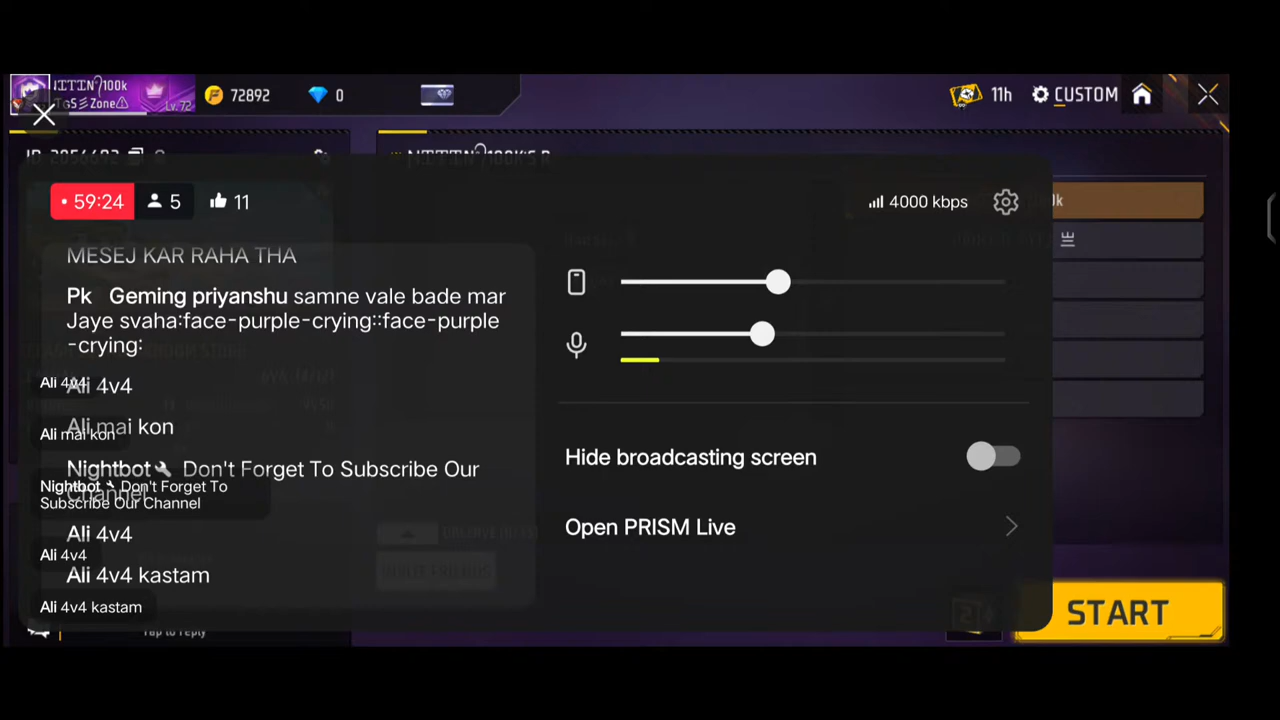 100k
Zone
Lv.72
72892
0
11h
CUSTOM
59:24
5
11
4000 kbps
MESEJ KAR RAHA THA
Pk Geming priyanshu samne vale bade mar
Jaye svaha:face-purple-crying::face-purple
-crying:
Ali 4v4
Ali 4v4
Ali mai kon
Ali mai kon
Nightbot Don't Forget To Subscribe Our
Channel
Nightbot Don't Forget To
Subscribe Our Channel
Ali 4v4
Ali 4v4
Ali 4v4 kastam
Ali 4v4 kastam
Hide broadcasting screen
Open PRISM Live
INVITE FRIENDS
Tap to reply
START